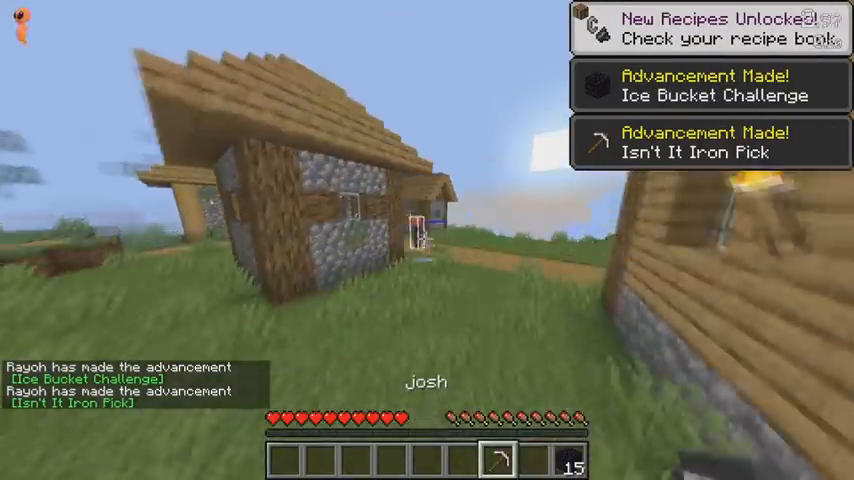 New Recipes Unlocked!
Check your recipe book
Advancement Made!
Ice Bucket Challenge
Advancement Made!
Isn't It Iron Pick
Rayoh has made the advancement
[Ice Bucket Challenge]
Rayoh has made the advancement
[Isn't It Iron Pick]
josh
15